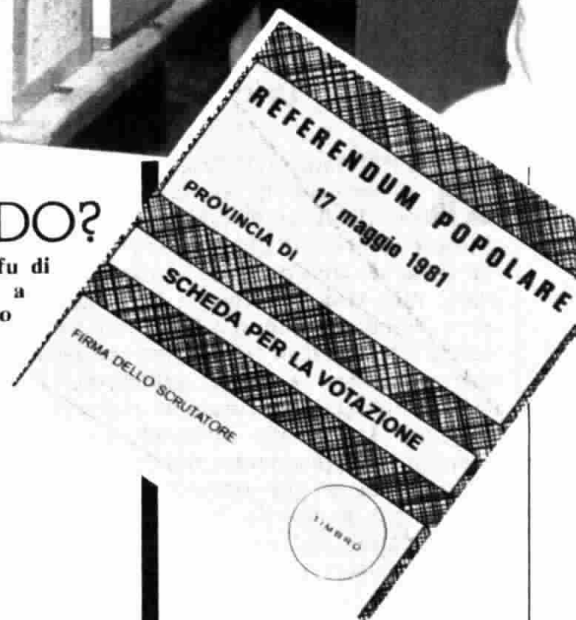 DO?
fu di
a
o
REFERENDUM POPOLARE
17 maggio 1981
PROVINCIA DI
SCHEDA PER LA VOTAZIONE
FIRMA DELLO SCRUTATORE
TIMBRO